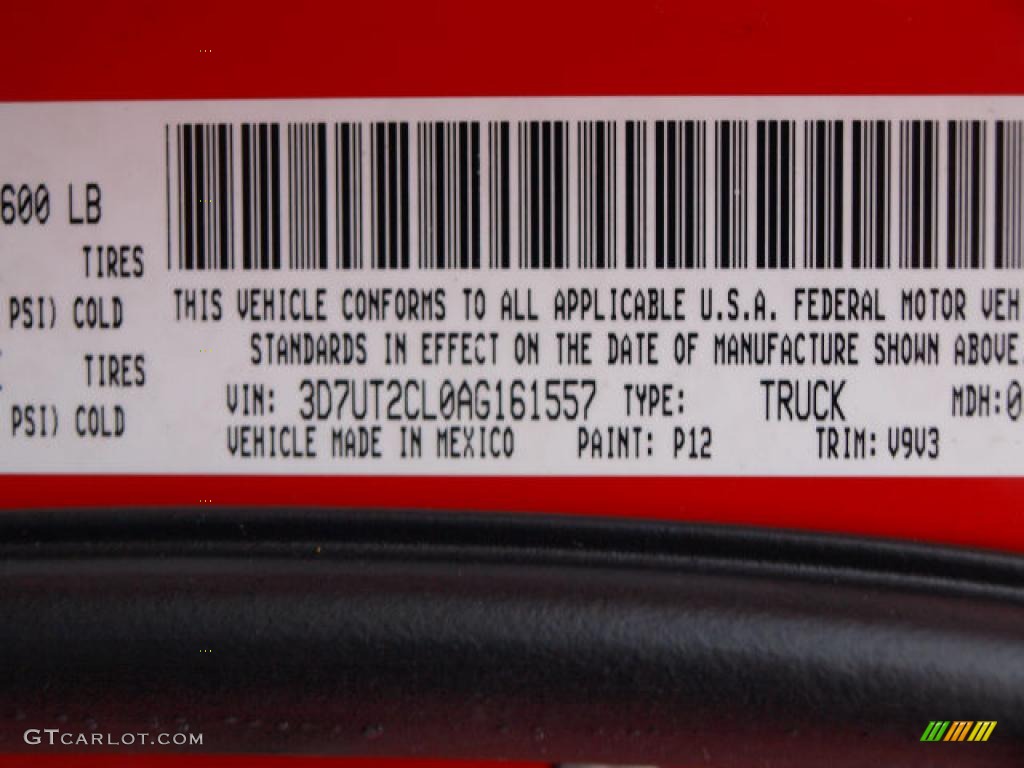 600 LB
TIRES
PSI) COLD
TIRES
PSI) COLD
THIS VEHICLE CONFORMS TO ALL APPLICABLE U.S.A. FEDERAL MOTOR VEH
STANDARDS IN EFFECT ON THE DATE OF MANUFACTURE SHOWN ABOVE
VIN: 3D7UT2CL0AG161557 TYPE: TRUCK MDH:0
VEHICLE MADE IN MEXICO PAINT: P12 TRIM: V9V3
GTCARLOT.COM